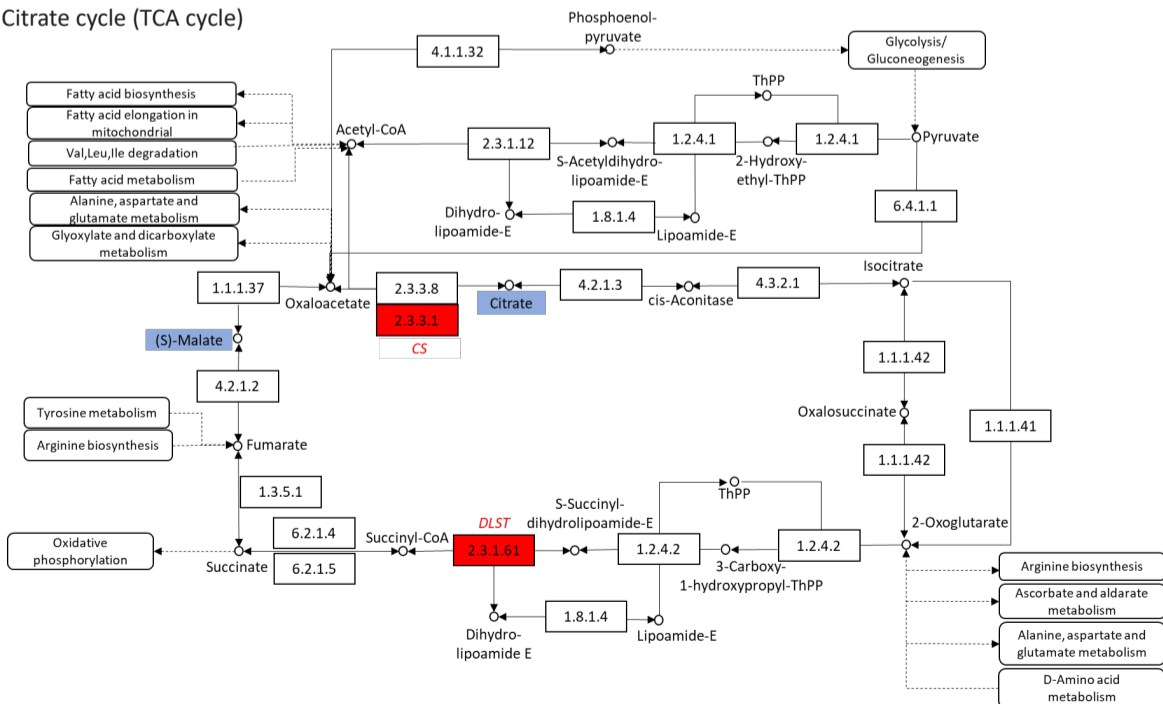 Citrate cycle (TCA cycle)
Phosphoenol-
pyruvate
4.1.1.32
Glycolysis/
Gluconeogenesis
ThPP
Fatty acid biosynthesis
Fatty acid elongation in
mitochondrial
Val,Leu,Ile degradation
Fatty acid metabolism
Alanine, aspartate and
glutamate metabolism
Glyoxylate and dicarboxylate
metabolism
Acetyl-CoA
2.3.1.12
S-Acetyldihydro-
lipoamide-E
1.2.4.1
2-Hydroxy-
ethyl-ThPP
1.2.4.1
Pyruvate
Dihydro-
lipoamide-E
1.8.1.4
Lipoamide-E
6.4.1.1
1.1.1.37
Oxaloacetate
2.3.3.8
2.3.3.1
CS
Citrate
4.2.1.3
cis-Aconitase
4.3.2.1
Isocitrate
(S)-Malate
4.2.1.2
1.1.1.42
Oxalosuccinate
1.1.1.41
1.1.1.42
Tyrosine metabolism
Arginine biosynthesis
Fumarate
1.3.5.1
ThPP
2-Oxoglutarate
Oxidative
phosphorylation
Succinate
6.2.1.4
6.2.1.5
Succinyl-CoA
DLST
2.3.1.61
S-Succinyl-
dihydrolipoamide-E
1.2.4.2
3-Carboxy-
1-hydroxypropyl-ThPP
1.2.4.2
Dihydro-
lipoamide E
1.8.1.4
Lipoamide-E
Arginine biosynthesis
Ascorbate and aldarate
metabolism
Alanine, aspartate and
glutamate metabolism
D-Amino acid
metabolism